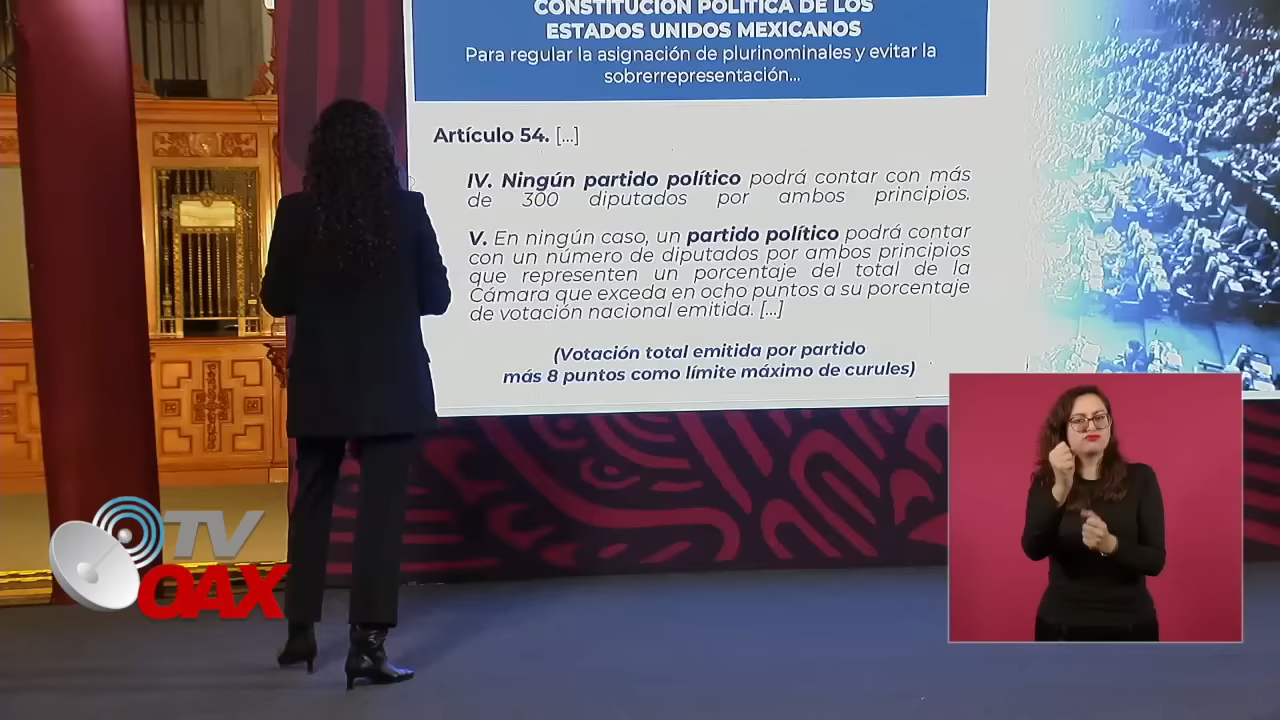 CONSTITUCIÓN POLÍTICA DE LOS
ESTADOS UNIDOS MEXICANOS
Para regular la asignación de plurinominales y evitar la
sobrerrepresentación...
Artículo 54. [...]
IV. Ningún partido político podrá contar con más
de 300 diputados por ambos principios.
V. En ningún caso, un partido político podrá contar
con un número de diputados por ambos principios
que representen un porcentaje del total de la
Cámara que exceda en ocho puntos a su porcentaje
de votación nacional emitida. [...]
(Votación total emitida por partido
más 8 puntos como límite máximo de curules)
TV
OAX